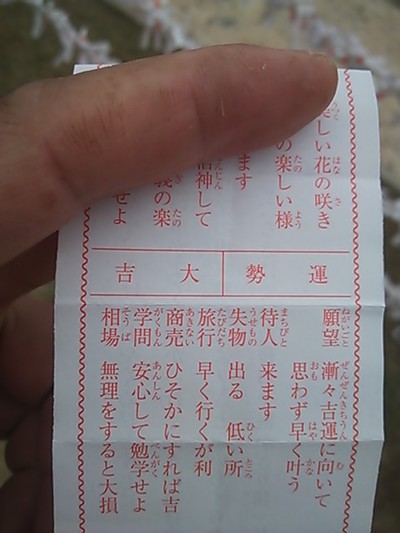 しい花の咲き
の楽しい様
ます
神して
の楽
せよ
運勢 大吉
願望 漸々吉運に向いて
思わず早く叶う
待人 来ます
失物 出る 低い所
旅行 早く行くが利
商売 ひそかにすれば吉
学問 安心して勉学せよ
相場 無理をすると大損